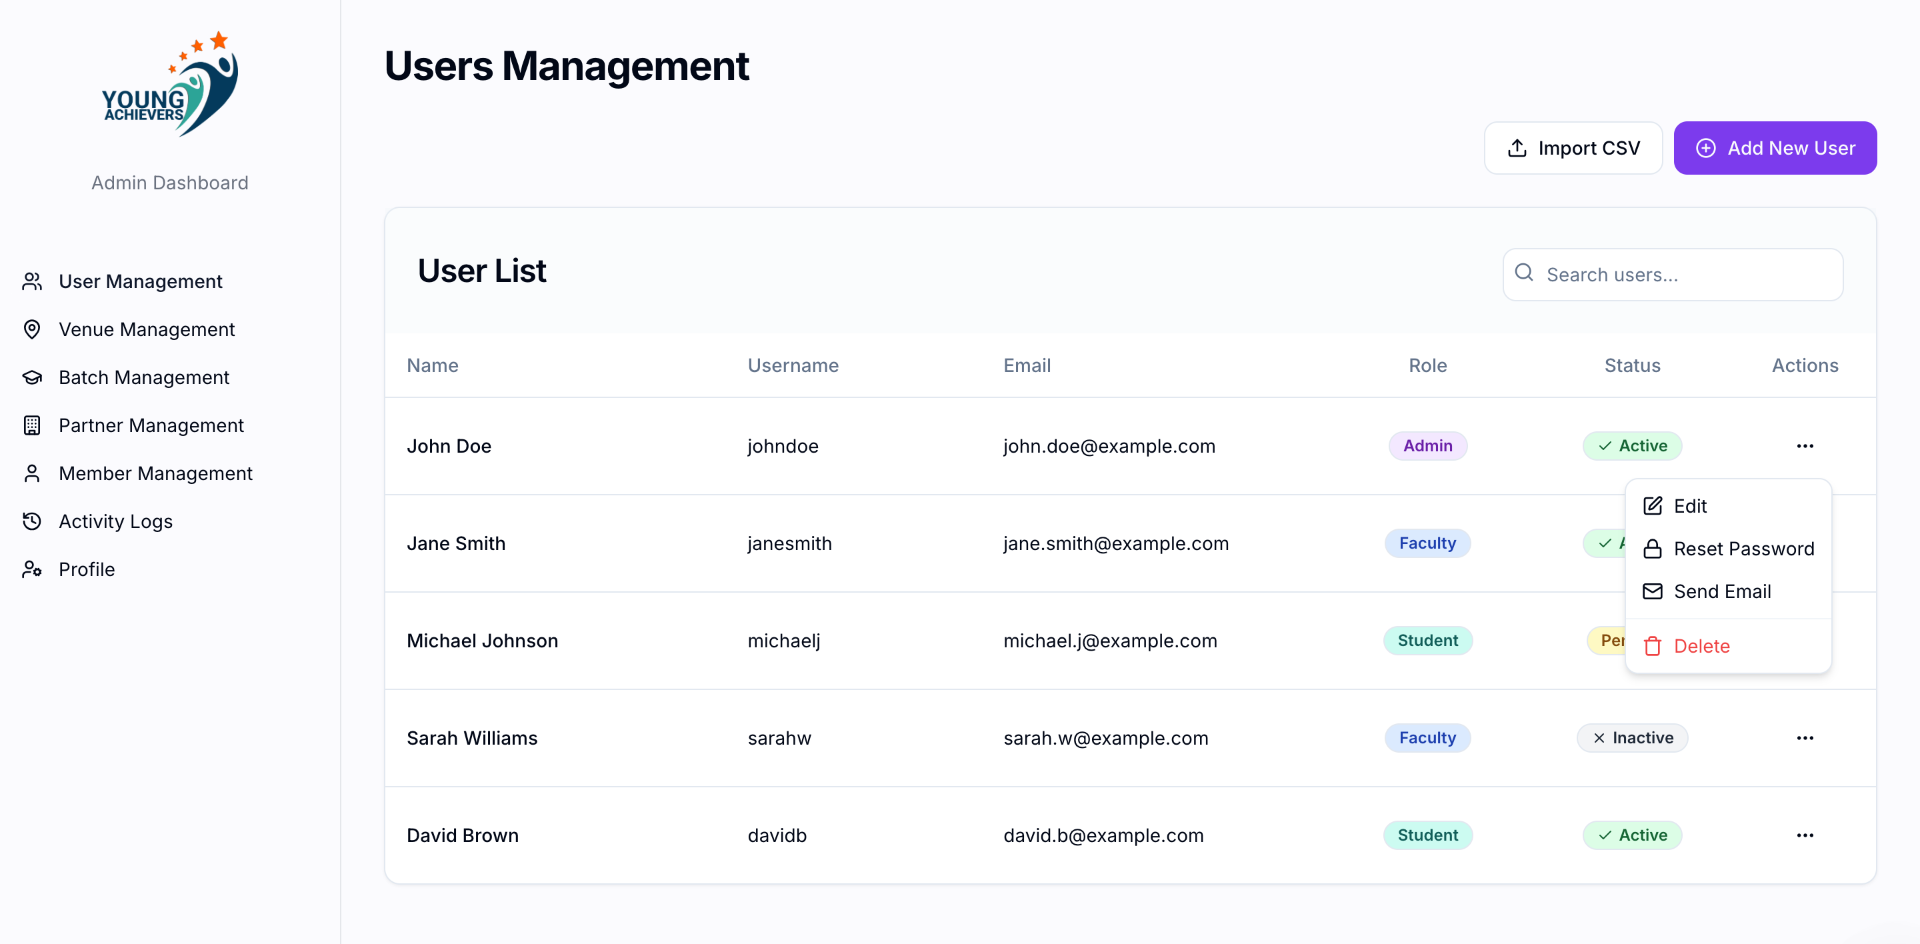 YOUNG
ACHIEVERS
Admin Dashboard
User Management
Venue Management
Batch Management
Partner Management
Member Management
Activity Logs
Profile
Users Management
Import CSV
Add New User
User List
Search users...
Name Username Email Role Status Actions
John Doe johndoe john.doe@example.com Admin Active
Jane Smith janesmith jane.smith@example.com Faculty
Michael Johnson michaelj michael.j@example.com Student
Sarah Williams sarahw sarah.w@example.com Faculty Inactive
David Brown davidb david.b@example.com Student Active
Edit
Reset Password
Send Email
Delete